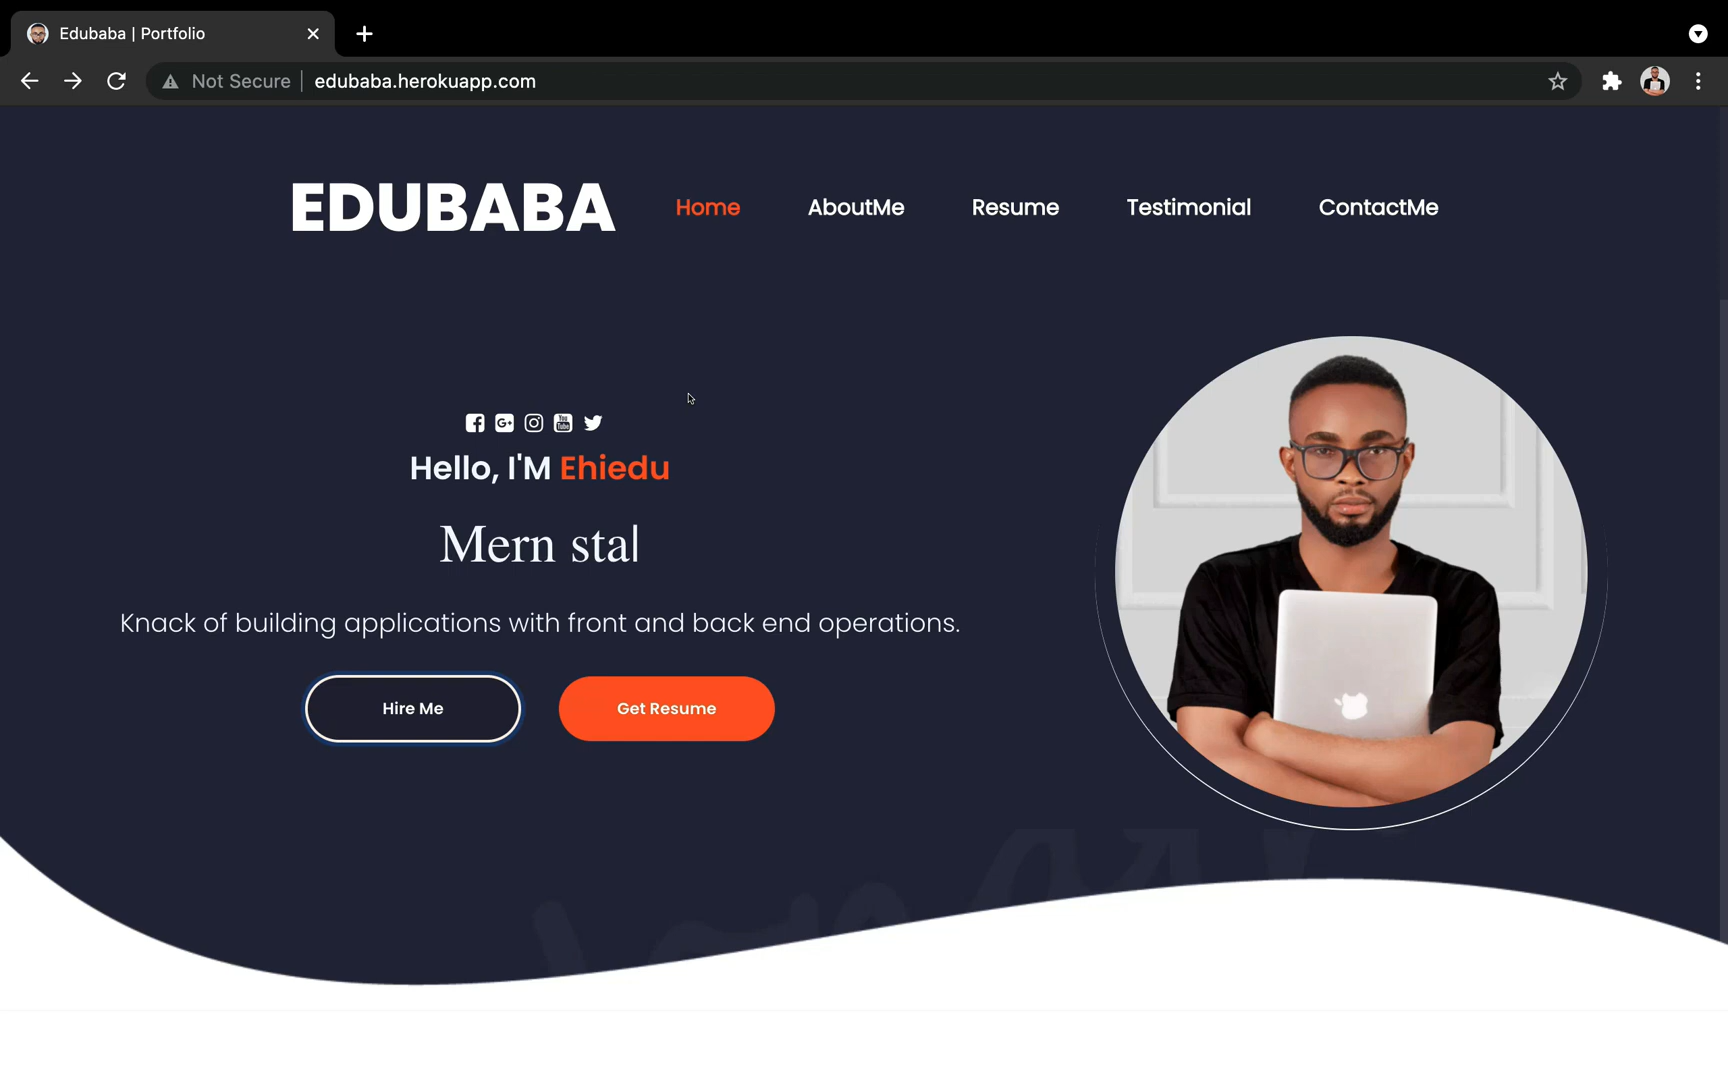 Edubaba | Portfolio
Not Secure | edubaba.herokuapp.com
EDUBABA Home AboutMe Resume Testimonial ContactMe
Hello, I'M Ehiedu
Mern stal
Knack of building applications with front and back end operations.
Hire Me Get Resume